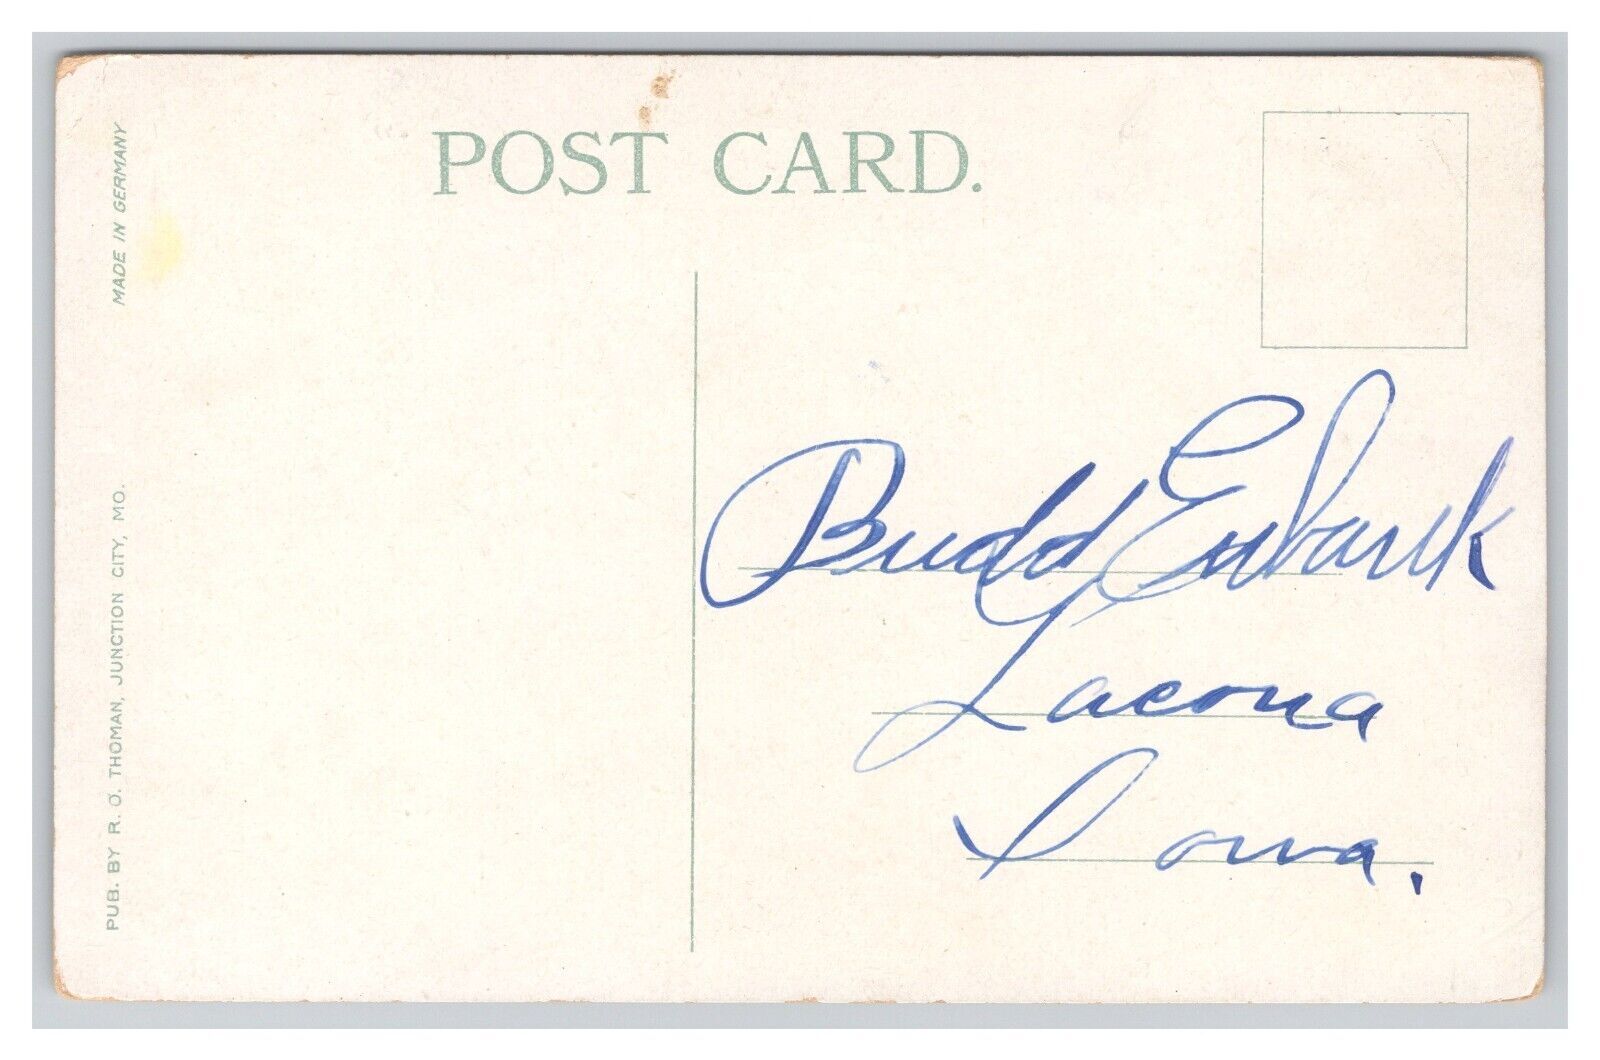 POST CARD.
MADE IN GERMANY
PUB. BY R. O. THOMAN, JUNCTION CITY, MO.
Budd Eubank
Lacona
Iowa.